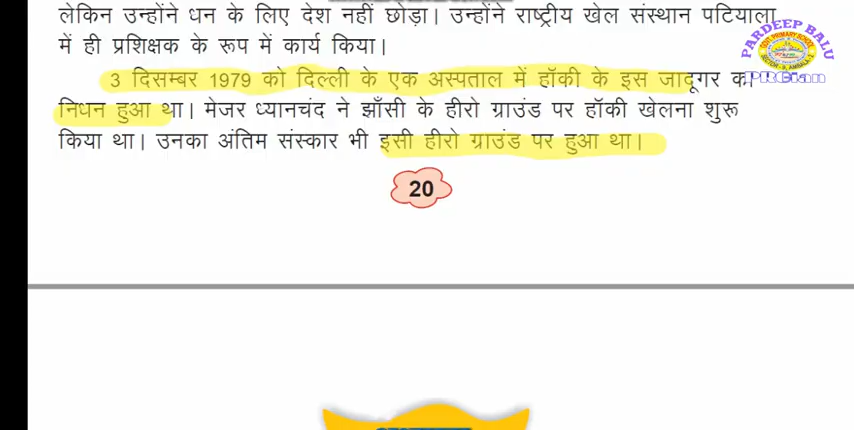 लेकिन उन्होंने धन के लिए देश नहीं छोड़ा। उन्होंने राष्ट्रीय खेल संस्थान पटियाला
में ही प्रशिक्षक के रूप में कार्य किया।
3 दिसम्बर 1979 को दिल्ली के एक अस्पताल में हॉकी के इस जादूगर का
निधन हुआ था। मेजर ध्यानचंद ने झाँसी के हीरो ग्राउंड पर हॉकी खेलना शुरू
किया था। उनका अंतिम संस्कार भी इसी हीरो ग्राउंड पर हुआ था।
20
PARDEEP BALU
PRGian